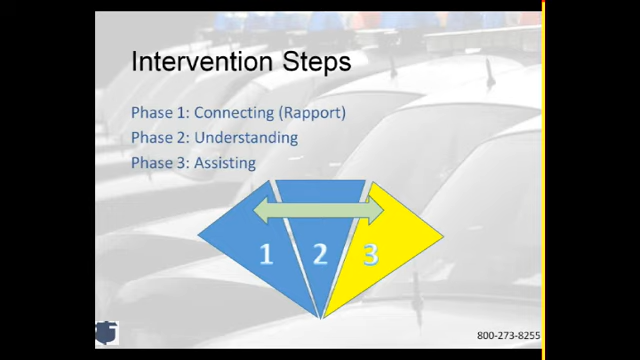 Intervention Steps
Phase 1: Connecting (Rapport)
Phase 2: Understanding
Phase 3: Assisting
1 2 3
800-273-8255